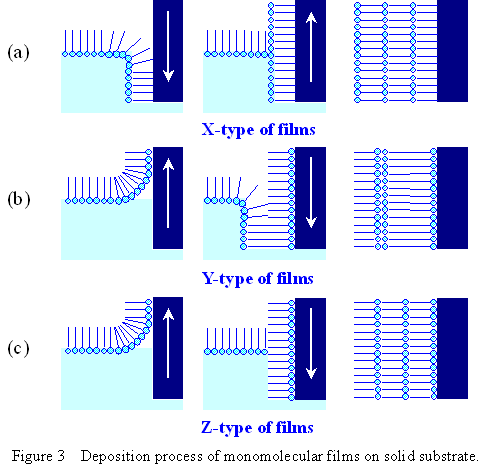 (a)
X-type of films
(b)
Y-type of films
(c)
Z-type of films
Figure 3 Deposition process of monomolecular films on solid substrate.